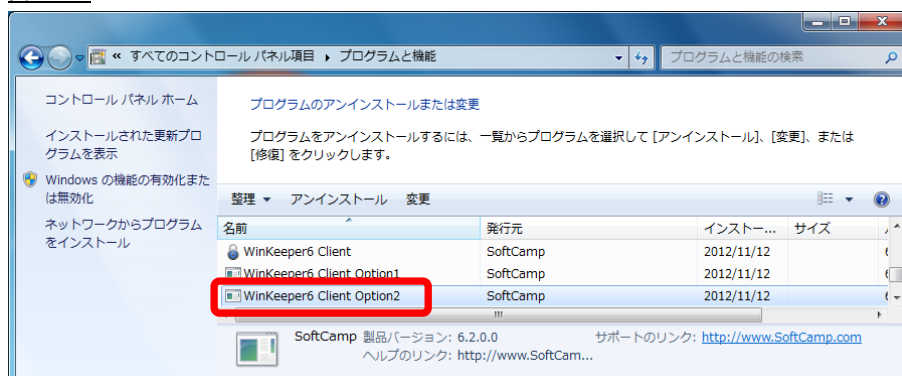 « すべてのコントロール パネル項目 ▸ プログラムと機能
プログラムと機能の検索
コントロール パネル ホーム
インストールされた更新プロ
グラムを表示
Windows の機能の有効化また
は無効化
ネットワークからプログラム
をインストール
プログラムのアンインストールまたは変更
プログラムをアンインストールするには、一覧からプログラムを選択して [アンインストール]、[変更]、または
[修復] をクリックします。
整理 ▼ アンインストール 変更
名前 発行元 インストー... サイズ
WinKeeper6 Client SoftCamp 2012/11/12
WinKeeper6 Client Option1 SoftCamp 2012/11/12
WinKeeper6 Client Option2 SoftCamp 2012/11/12
SoftCamp 製品バージョン: 6.2.0.0 サポートのリンク: http://www.SoftCamp.com
ヘルプのリンク: http://www.SoftCam...